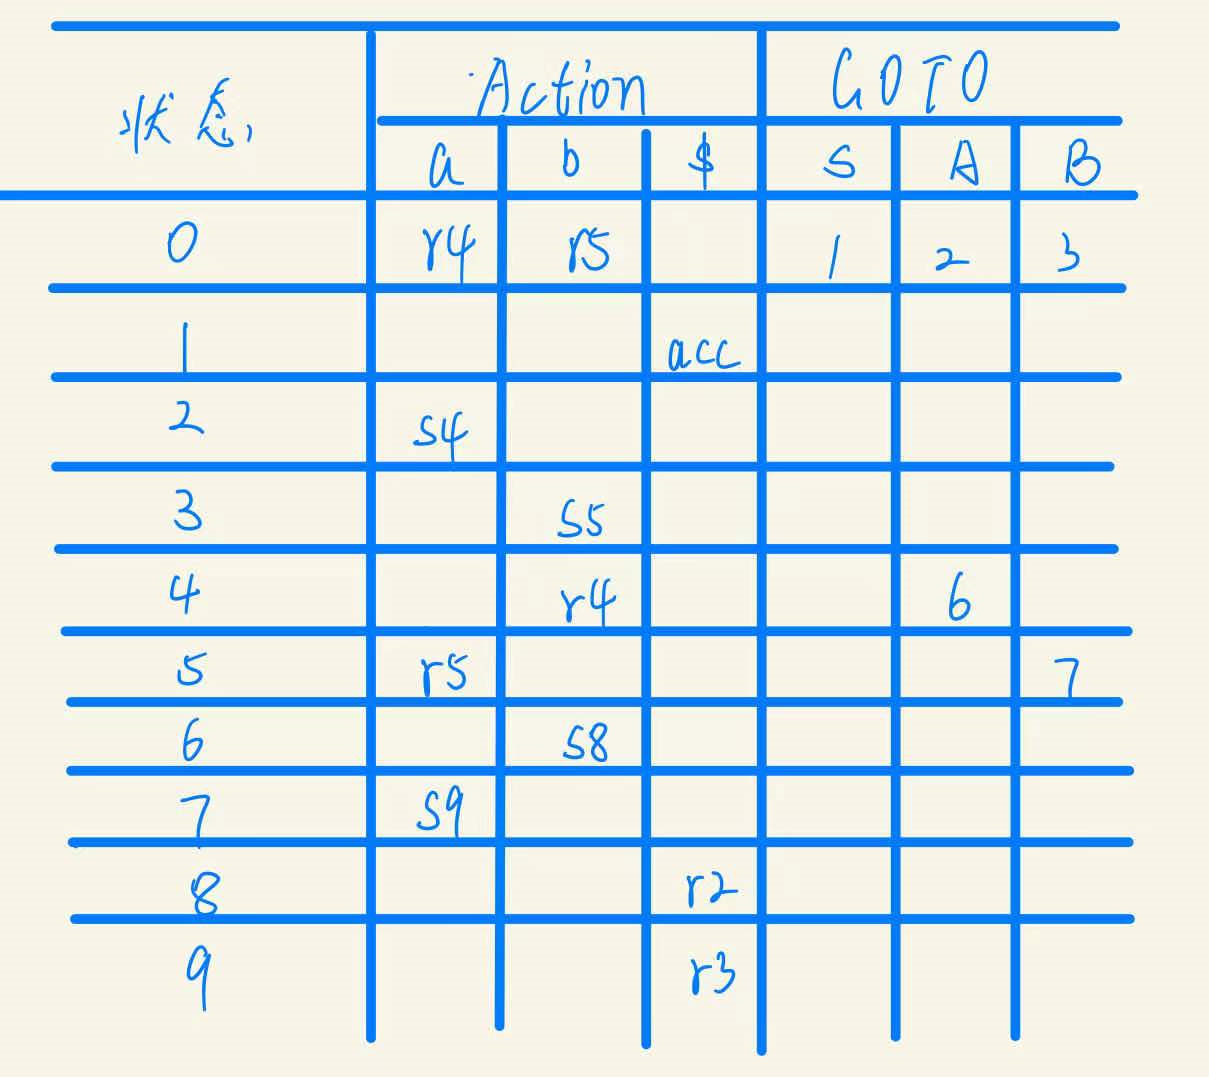 状态 Action GOTO
a b $ S A B
0 r4 r5 1 2 3
1 acc
2 s4
3 s5
4 r4 6
5 r5 7
6 s8
7 s9
8 r2
9 r3